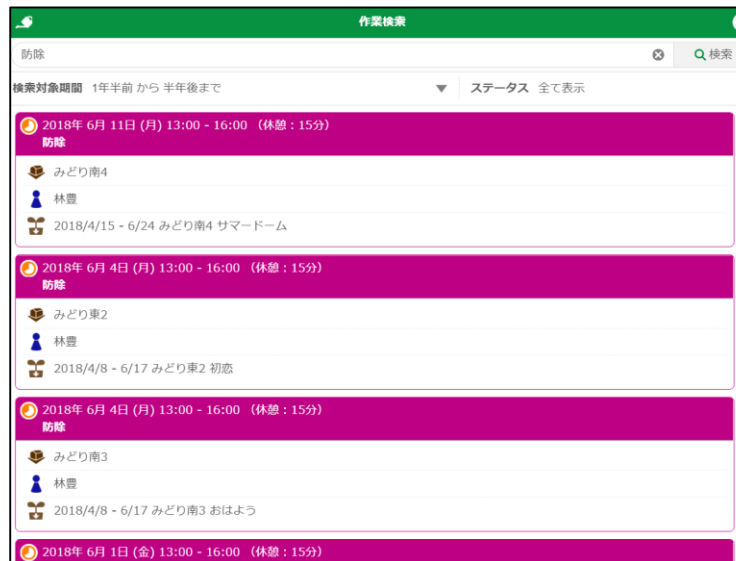 作業検索
防除 検索
検索対象期間 1年半前 から 半年後まで ステータス 全て表示
2018年 6月 11日 (月) 13:00 - 16:00 （休憩：15分）
防除
みどり南4
林豊
2018/4/15 - 6/24 みどり南4 サマードーム
2018年 6月 4日 (月) 13:00 - 16:00 （休憩：15分）
防除
みどり東2
林豊
2018/4/8 - 6/17 みどり東2 初恋
2018年 6月 4日 (月) 13:00 - 16:00 （休憩：15分）
防除
みどり南3
林豊
2018/4/8 - 6/17 みどり南3 おはよう
2018年 6月 1日 (金) 13:00 - 16:00 （休憩：15分）